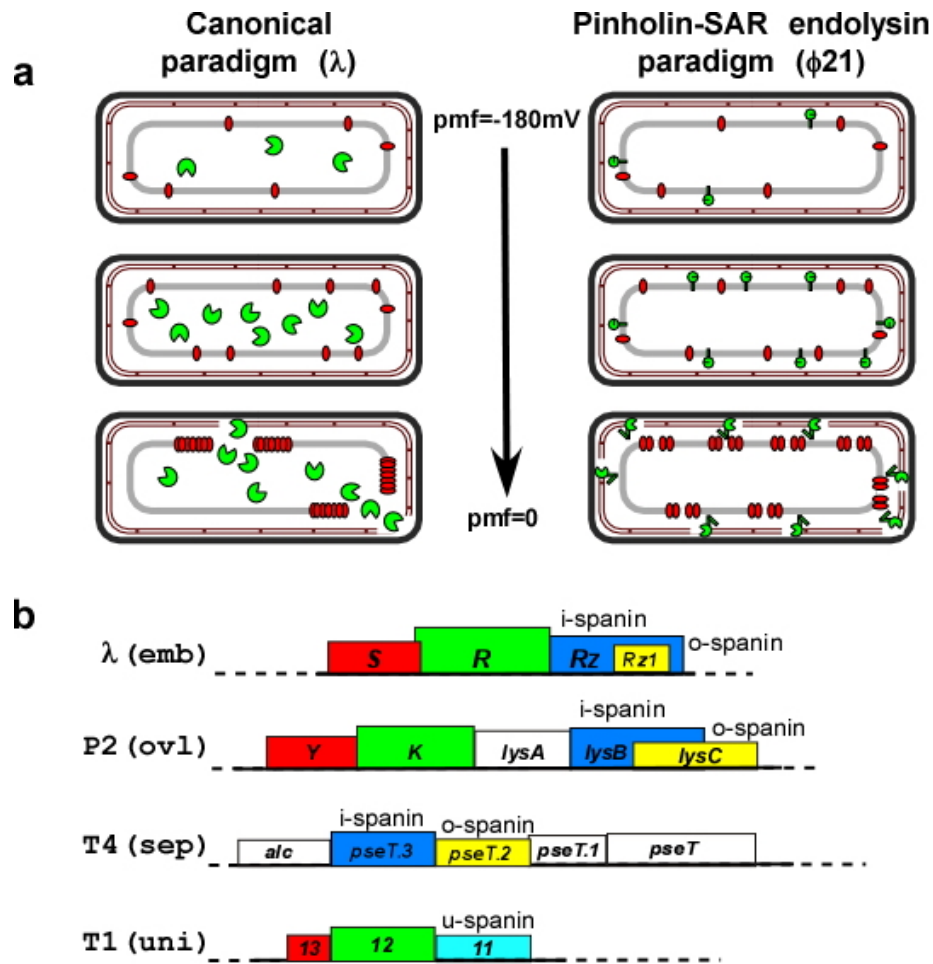 Canonical
paradigm (λ)
Pinholin-SAR endolysin
paradigm (ϕ21)
a
pmf=-180mV
pmf=0
b
i-spanin
o-spanin
λ (emb)
S
R
Rz
Rz1
i-spanin
o-spanin
P2 (ovl)
Y
K
lysA
lysB
lysC
i-spanin
o-spanin
T4 (sep)
alc
pseT.3
pseT.2
pseT.1
pseT
u-spanin
T1 (uni)
13
12
11